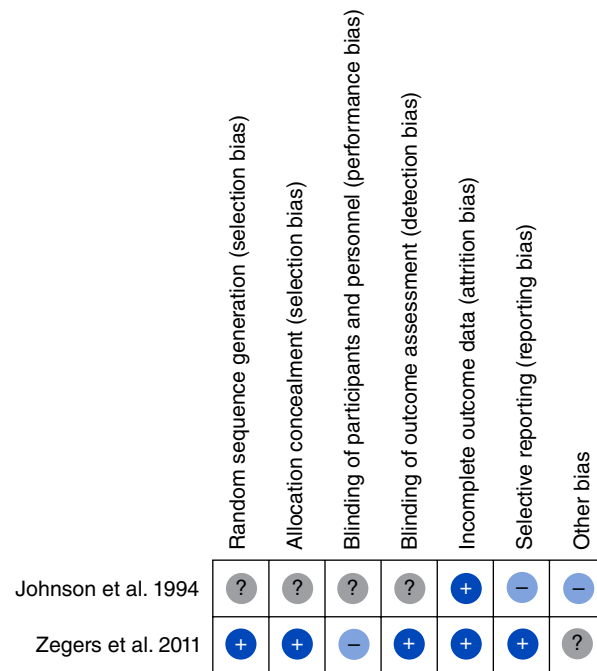 Random sequence generation (selection bias)
Allocation concealment (selection bias)
Blinding of participants and personnel (performance bias)
Blinding of outcome assessment (detection bias)
Incomplete outcome data (attrition bias)
Selective reporting (reporting bias)
Other bias
Johnson et al. 1994 ? ? ? ? + – –
Zegers et al. 2011 + + – + + + ?